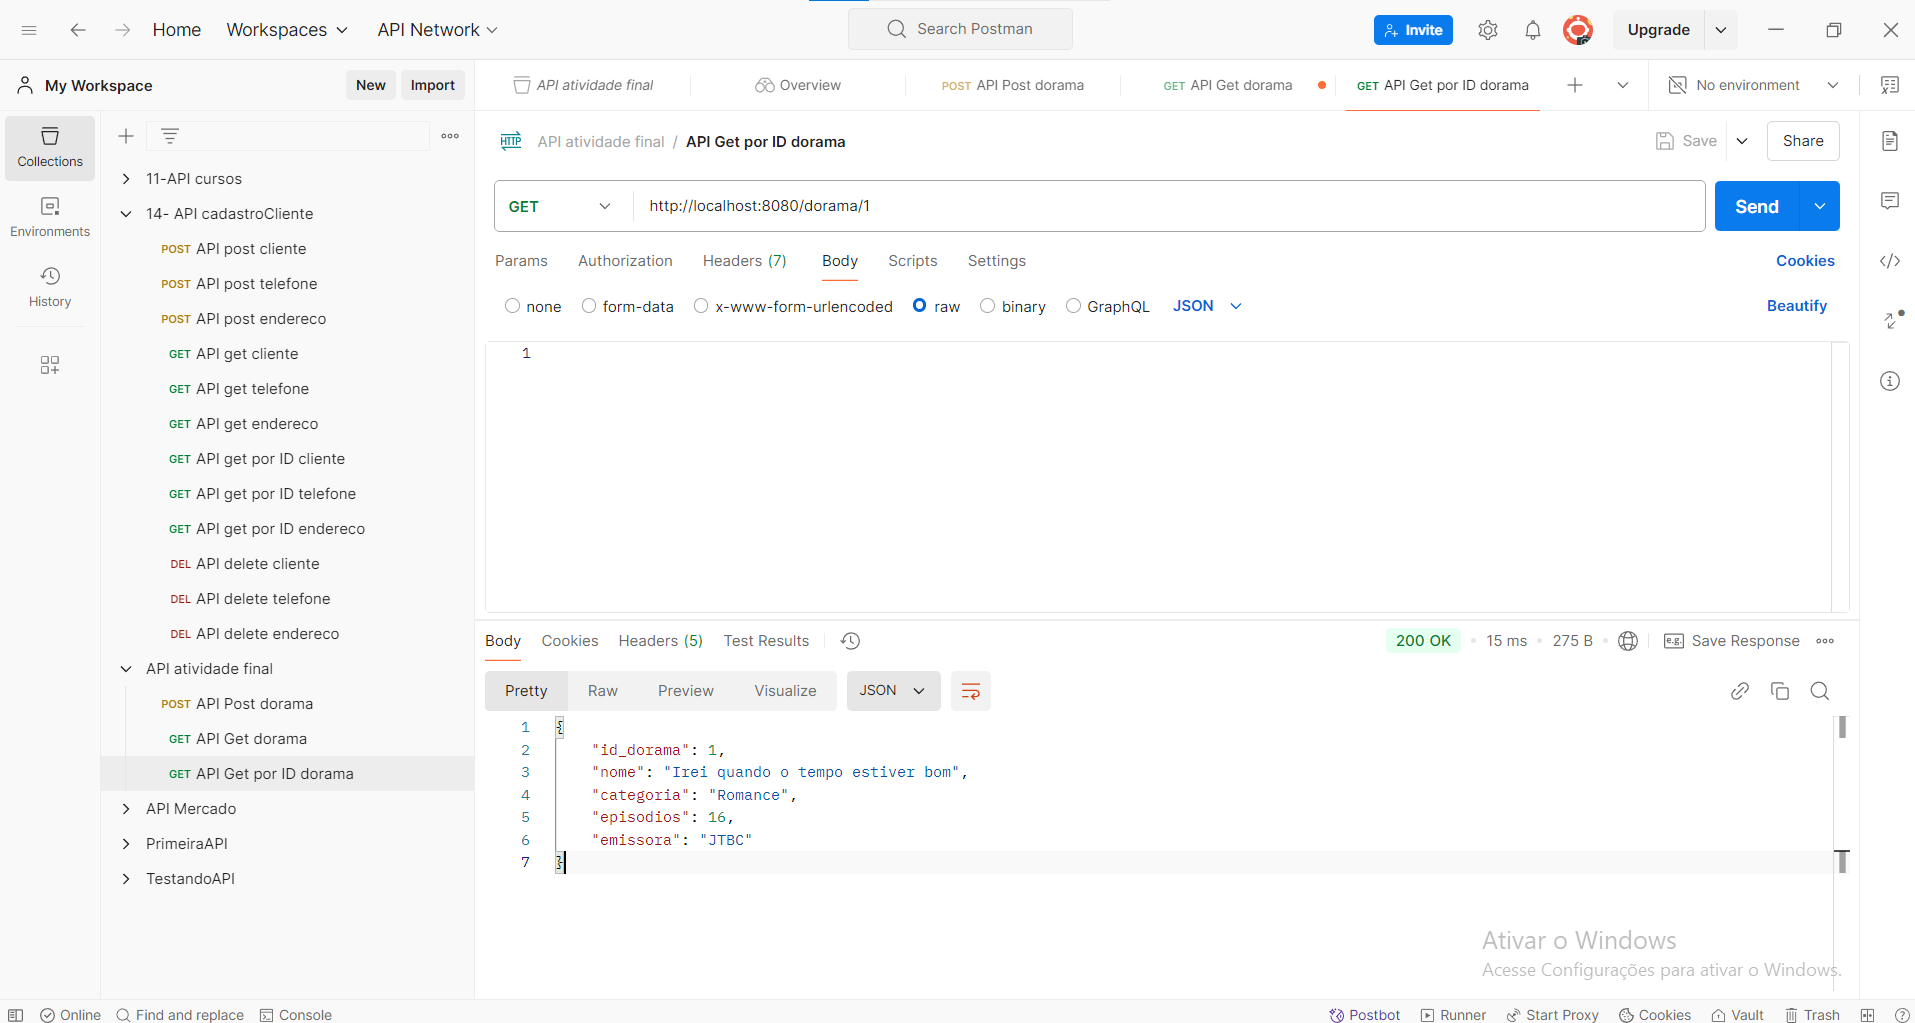 Home
Workspaces
API Network
Search Postman
Invite
Upgrade
My Workspace
New
Import
API atividade final
Overview
POST API Post dorama
GET API Get dorama
GET API Get por ID dorama
No environment
Collections
Environments
History
11-API cursos
14- API cadastroCliente
POST API post cliente
POST API post telefone
POST API post endereco
GET API get cliente
GET API get telefone
GET API get endereco
GET API get por ID cliente
GET API get por ID telefone
GET API get por ID endereco
DEL API delete cliente
DEL API delete telefone
DEL API delete endereco
API atividade final
POST API Post dorama
GET API Get dorama
GET API Get por ID dorama
API Mercado
PrimeiraAPI
TestandoAPI
HTTP API atividade final / API Get por ID dorama
Save
Share
GET http://localhost:8080/dorama/1
Send
Params Authorization Headers (7) Body Scripts Settings
Cookies
none form-data x-www-form-urlencoded raw binary GraphQL JSON
Beautify
1
Body Cookies Headers (5) Test Results
200 OK • 15 ms • 275 B • e.g. Save Response
Pretty Raw Preview Visualize JSON
1 {
2 "id_dorama": 1,
3 "nome": "Irei quando o tempo estiver bom",
4 "categoria": "Romance",
5 "episodios": 16,
6 "emissora": "JTBC"
7 }
Ativar o Windows
Acesse Configurações para ativar o Windows.
Online Find and replace Console
Postbot Runner Start Proxy Cookies Vault Trash